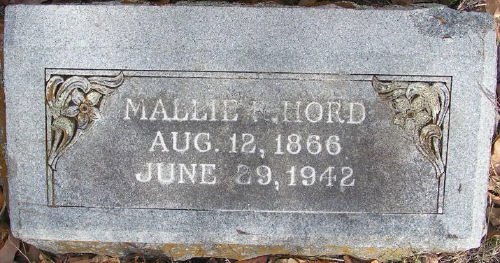 MALLIE K. HORD
AUG. 12, 1866
JUNE 29, 1942